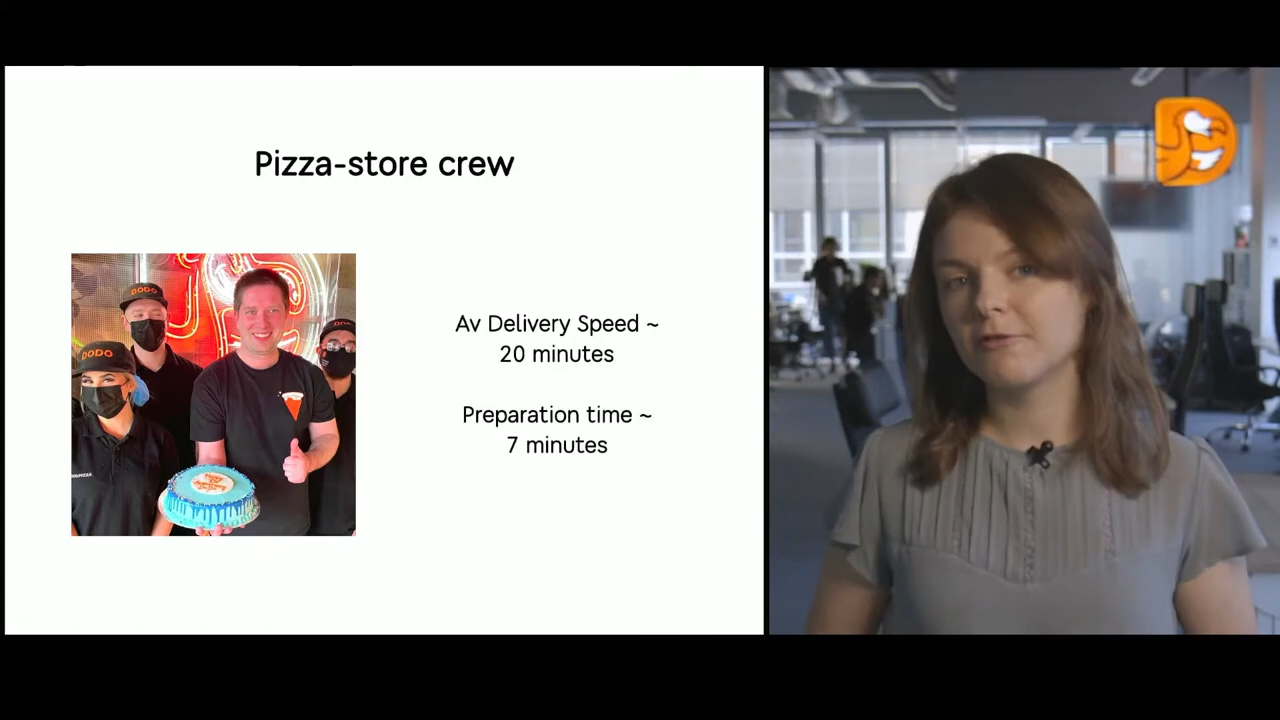 Pizza-store crew
DODO
DODO
Av Delivery Speed ~
20 minutes
Preparation time ~
7 minutes